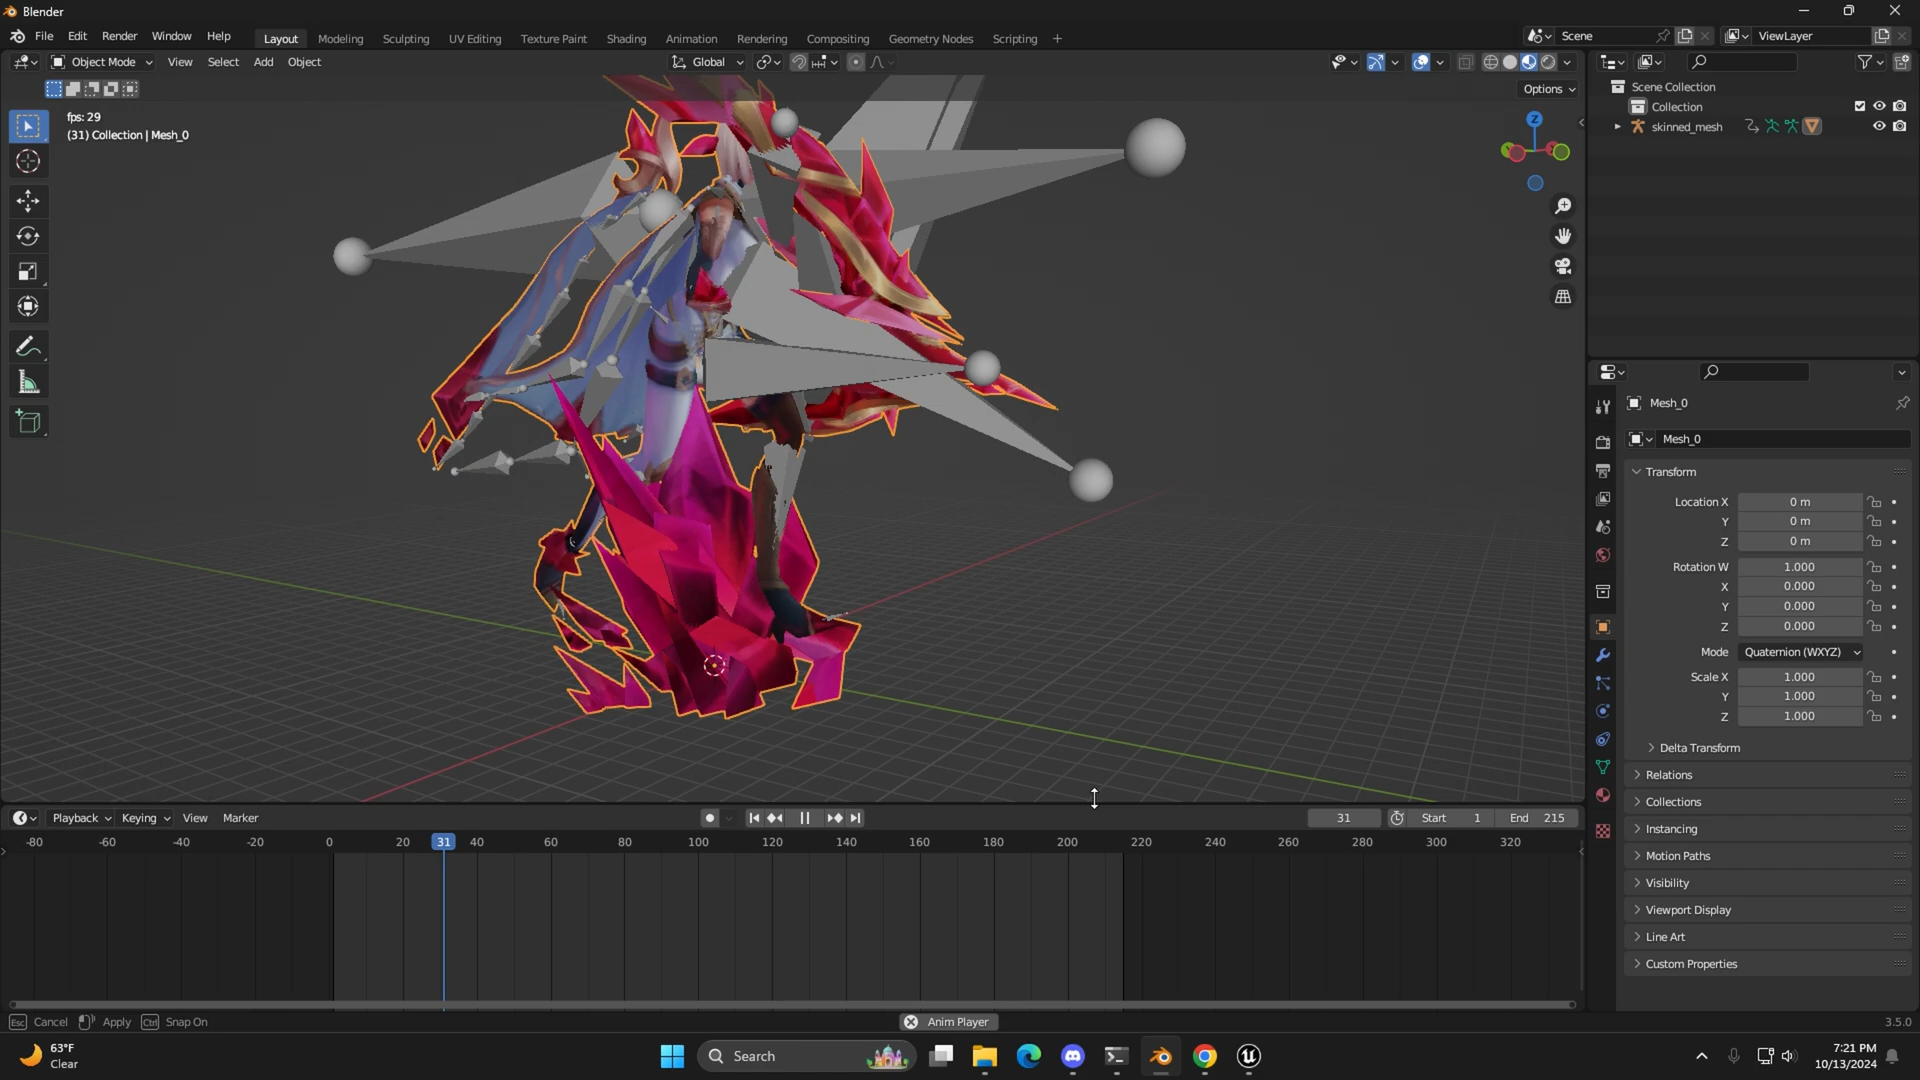 Blender
File Edit Render Window Help
Layout Modeling Sculpting UV Editing Texture Paint Shading Animation Rendering Compositing Geometry Nodes Scripting +
Scene
ViewLayer
Object Mode View Select Add Object
Global
Options
fps: 29
(31) Collection | Mesh_0
Z
Scene Collection
Collection
skinned_mesh
Mesh_0
Mesh_0
Transform
Location X 0 m
Y 0 m
Z 0 m
Rotation W 1.000
X 0.000
Y 0.000
Z 0.000
Mode Quaternion (WXYZ)
Scale X 1.000
Y 1.000
Z 1.000
Delta Transform
Relations
Collections
Instancing
Motion Paths
Visibility
Viewport Display
Line Art
Custom Properties
Playback Keying View Marker
31 Start 1 End 215
-80 -60 -40 -20 0 20 31 40 60 80 100 120 140 160 180 200 220 240 260 280 300 320
Esc Cancel Apply Ctrl Snap On
Anim Player
3.5.0
63°F
Clear
Search
7:21 PM
10/13/2024